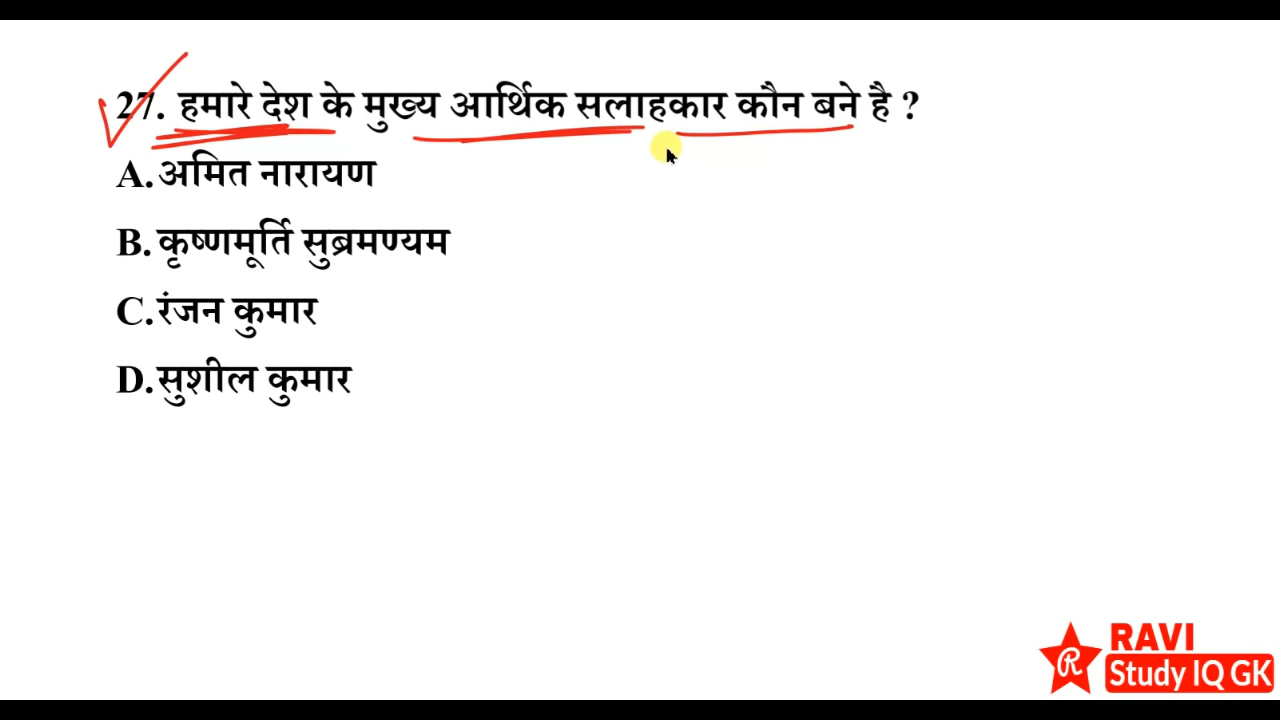 27. हमारे देश के मुख्य आर्थिक सलाहकार कौन बने है ?
A.अमित नारायण
B.कृष्णमूर्ति सुब्रमण्यम
C.रंजन कुमार
D.सुशील कुमार
R RAVI
Study IQ GK